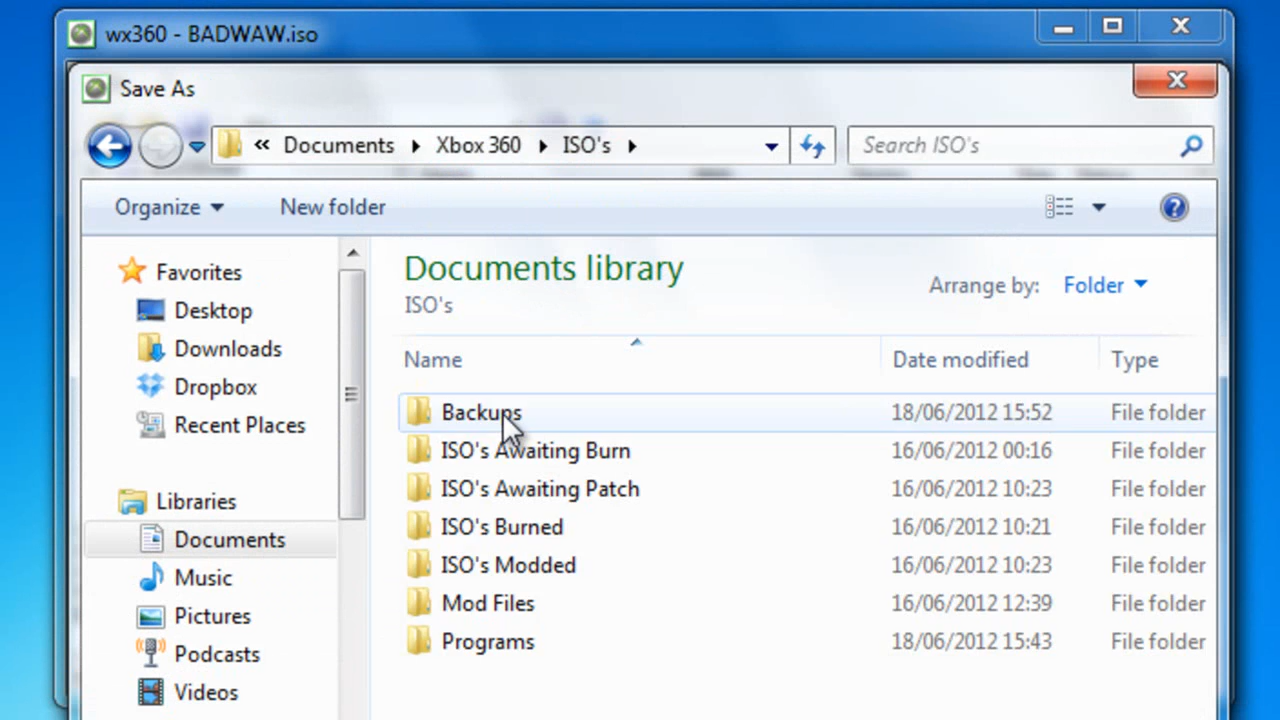 wx360 - BADWAW.iso
Save As
« Documents Xbox 360 ISO's
Search ISO's
Organize New folder
?
Favorites
Desktop
Downloads
Dropbox
Recent Places
Libraries
Documents
Music
Pictures
Podcasts
Videos
Documents library
ISO's
Arrange by: Folder
Name Date modified Type
Backups 18/06/2012 15:52 File folder
ISO's Awaiting Burn 16/06/2012 00:16 File folder
ISO's Awaiting Patch 16/06/2012 10:23 File folder
ISO's Burned 16/06/2012 10:21 File folder
ISO's Modded 16/06/2012 10:23 File folder
Mod Files 16/06/2012 12:39 File folder
Programs 18/06/2012 15:43 File folder